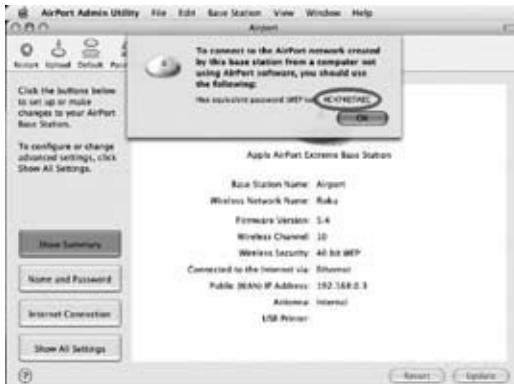 AirPort Admin Utility File Edit Base Station View Window Help
Airport
Restart Upload Default
To connect to the AirPort network created
by this base station from a computer not
using AirPort software, you should use
the following:
Hex equivalent password (WEP
OK
Click the buttons below
to set up or make
changes to your AirPort
Base Station.
To configure or change
advanced settings, click
Show All Settings.
Show Summary
Name and Password
Internet Connection
Show All Settings
Apple AirPort Extreme Base Station
Base Station Name: Airport
Wireless Network Name:
Firmware Version: 5.4
Wireless Channel: 10
Wireless Security: 40 bit WEP
Connected to the Internet via: Ethernet
Public (WAN) IP Address: 192.168.0.3
Antenna: Internal
USB Printer:
?
Revert Update